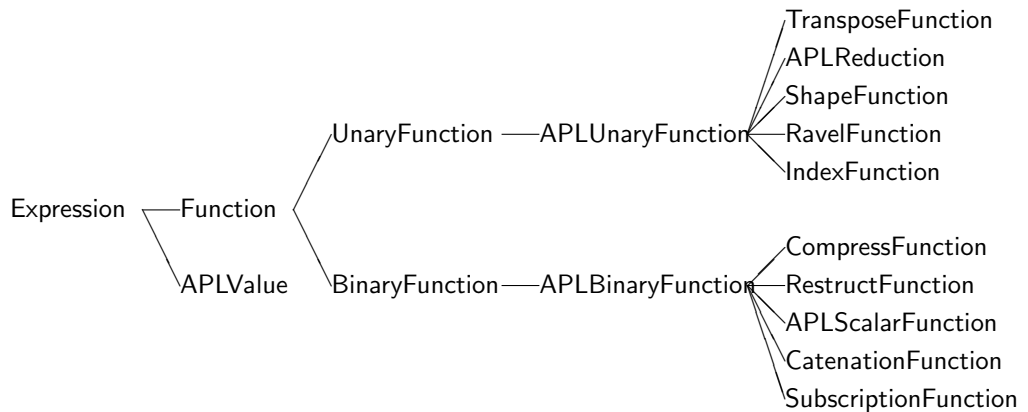 TransposeFunction
APLReduction
ShapeFunction
UnaryFunction APLUnaryFunction RavelFunction
IndexFunction
Expression Function
CompressFunction
APLValue BinaryFunction APLBinaryFunction RestructFunction
APLScalarFunction
CatenationFunction
SubscriptionFunction